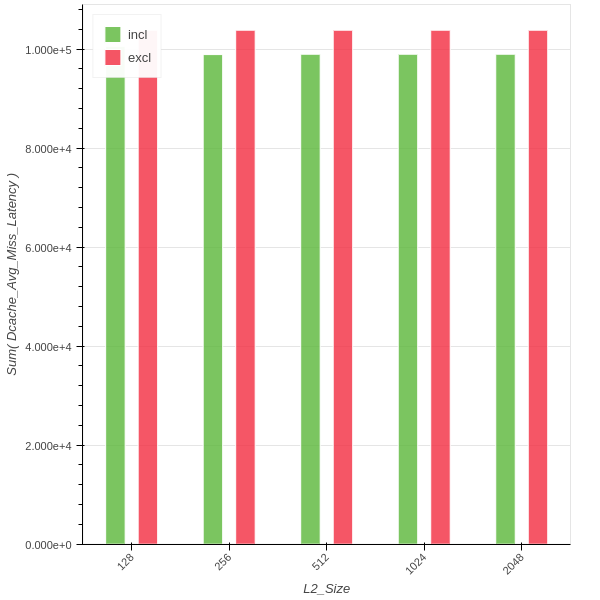 incl
excl
1.000e+5
8.000e+4
6.000e+4
4.000e+4
2.000e+4
0.000e+0
Sum( Dcache_Avg_Miss_Latency )
128
256
512
1024
2048
L2_Size